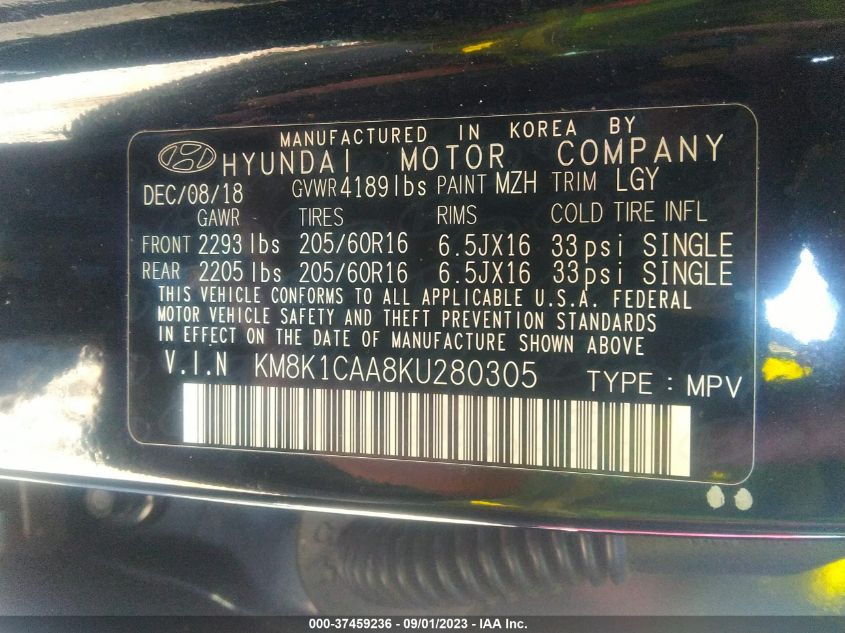 MANUFACTURED IN KOREA BY
HYUNDAI MOTOR COMPANY
DEC/08/18 GVWR 4189lbs PAINT MZH TRIM LGY
GAWR TIRES RIMS COLD TIRE INFL
FRONT 2293 lbs 205/60R16 6.5JX16 33psi SINGLE
REAR 2205 lbs 205/60R16 6.5JX16 33psi SINGLE
THIS VEHICLE CONFORMS TO ALL APPLICABLE U.S.A. FEDERAL
MOTOR VEHICLE SAFETY AND THEFT PREVENTION STANDARDS
IN EFFECT ON THE DATE OF MANUFACTURE SHOWN ABOVE
V.I.N KM8K1CAA8KU280305 TYPE : MPV
000-37459236 - 09/01/2023 - IAA Inc.